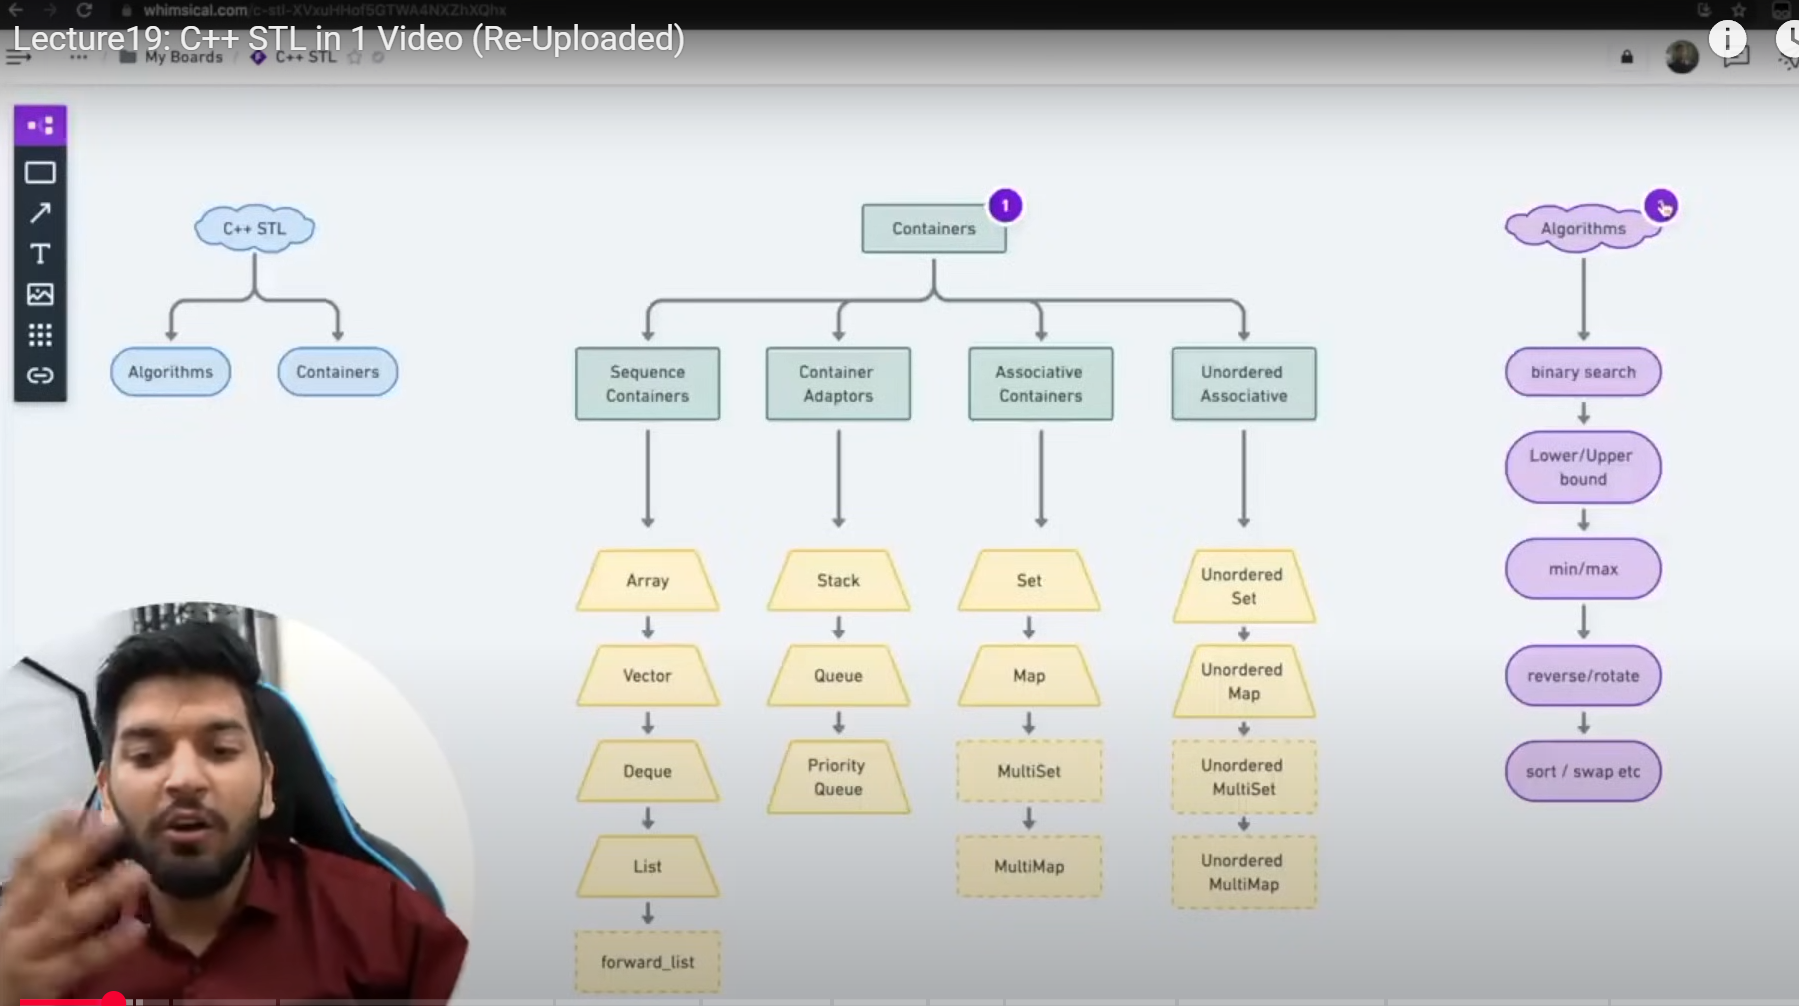 whimsical.com/c-stl-XVxuHHof5GTWA4NXZhXQhx
Lecture19: C++ STL in 1 Video (Re-Uploaded)
My Boards / C++ STL
C++ STL
Algorithms
Containers
Containers
1
Sequence
Containers
Container
Adaptors
Associative
Containers
Unordered
Associative
Array
Vector
Deque
List
forward_list
Stack
Queue
Priority
Queue
Set
Map
MultiSet
MultiMap
Unordered
Set
Unordered
Map
Unordered
MultiSet
Unordered
MultiMap
Algorithms
binary search
Lower/Upper
bound
min/max
reverse/rotate
sort / swap etc